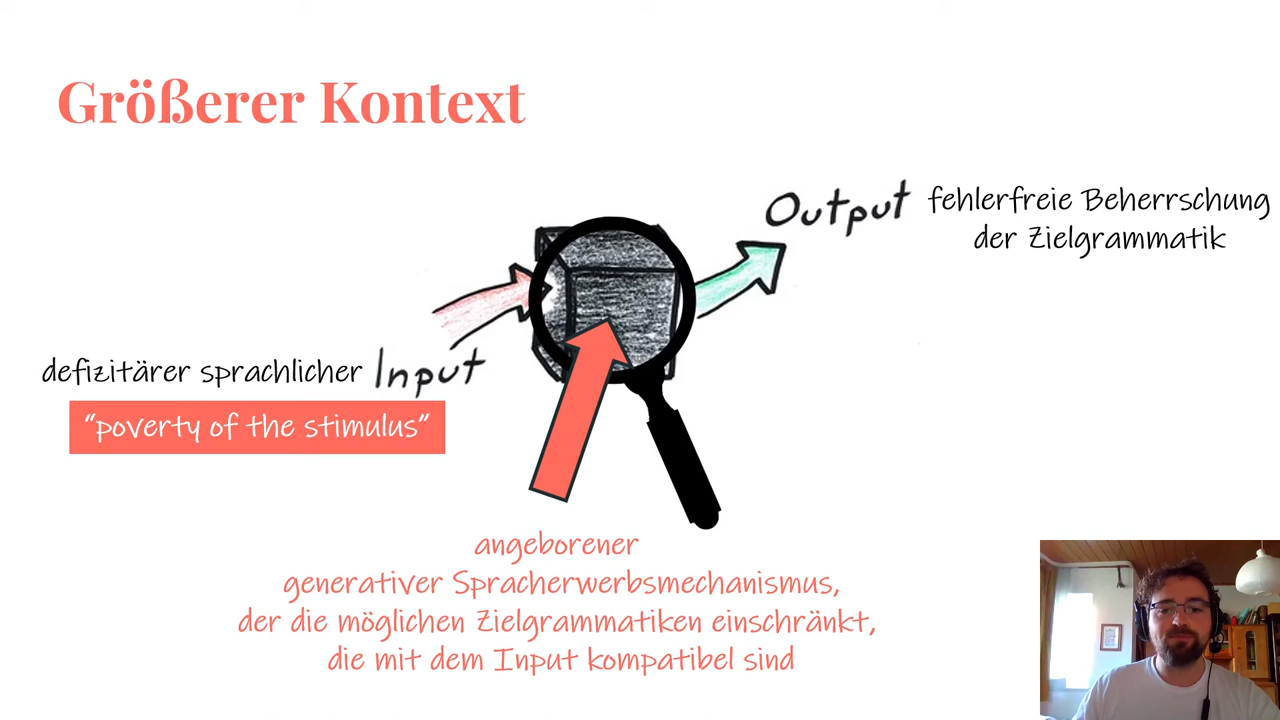 Größerer Kontext
Output fehlerfreie Beherrschung
der Zielgrammatik
defizitärer sprachlicher Input
“poverty of the stimulus”
angeborener
generativer Spracherwerbsmechanismus,
der die möglichen Zielgrammatiken einschränkt,
die mit dem Input kompatibel sind